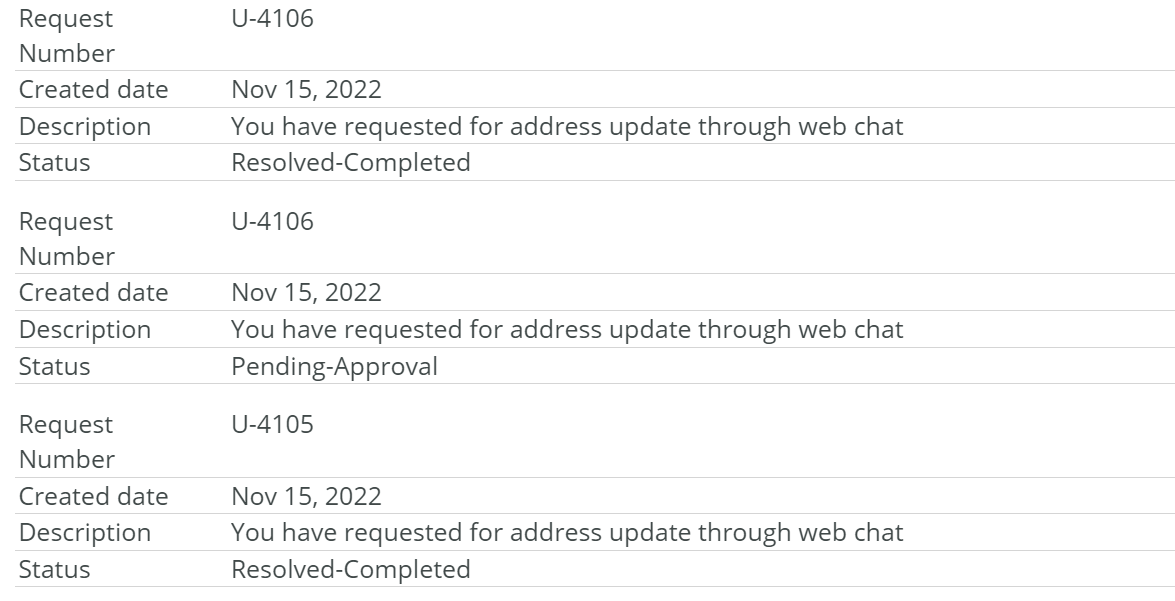 Request U-4106
Number
Created date Nov 15, 2022
Description You have requested for address update through web chat
Status Resolved-Completed
Request U-4106
Number
Created date Nov 15, 2022
Description You have requested for address update through web chat
Status Pending-Approval
Request U-4105
Number
Created date Nov 15, 2022
Description You have requested for address update through web chat
Status Resolved-Completed